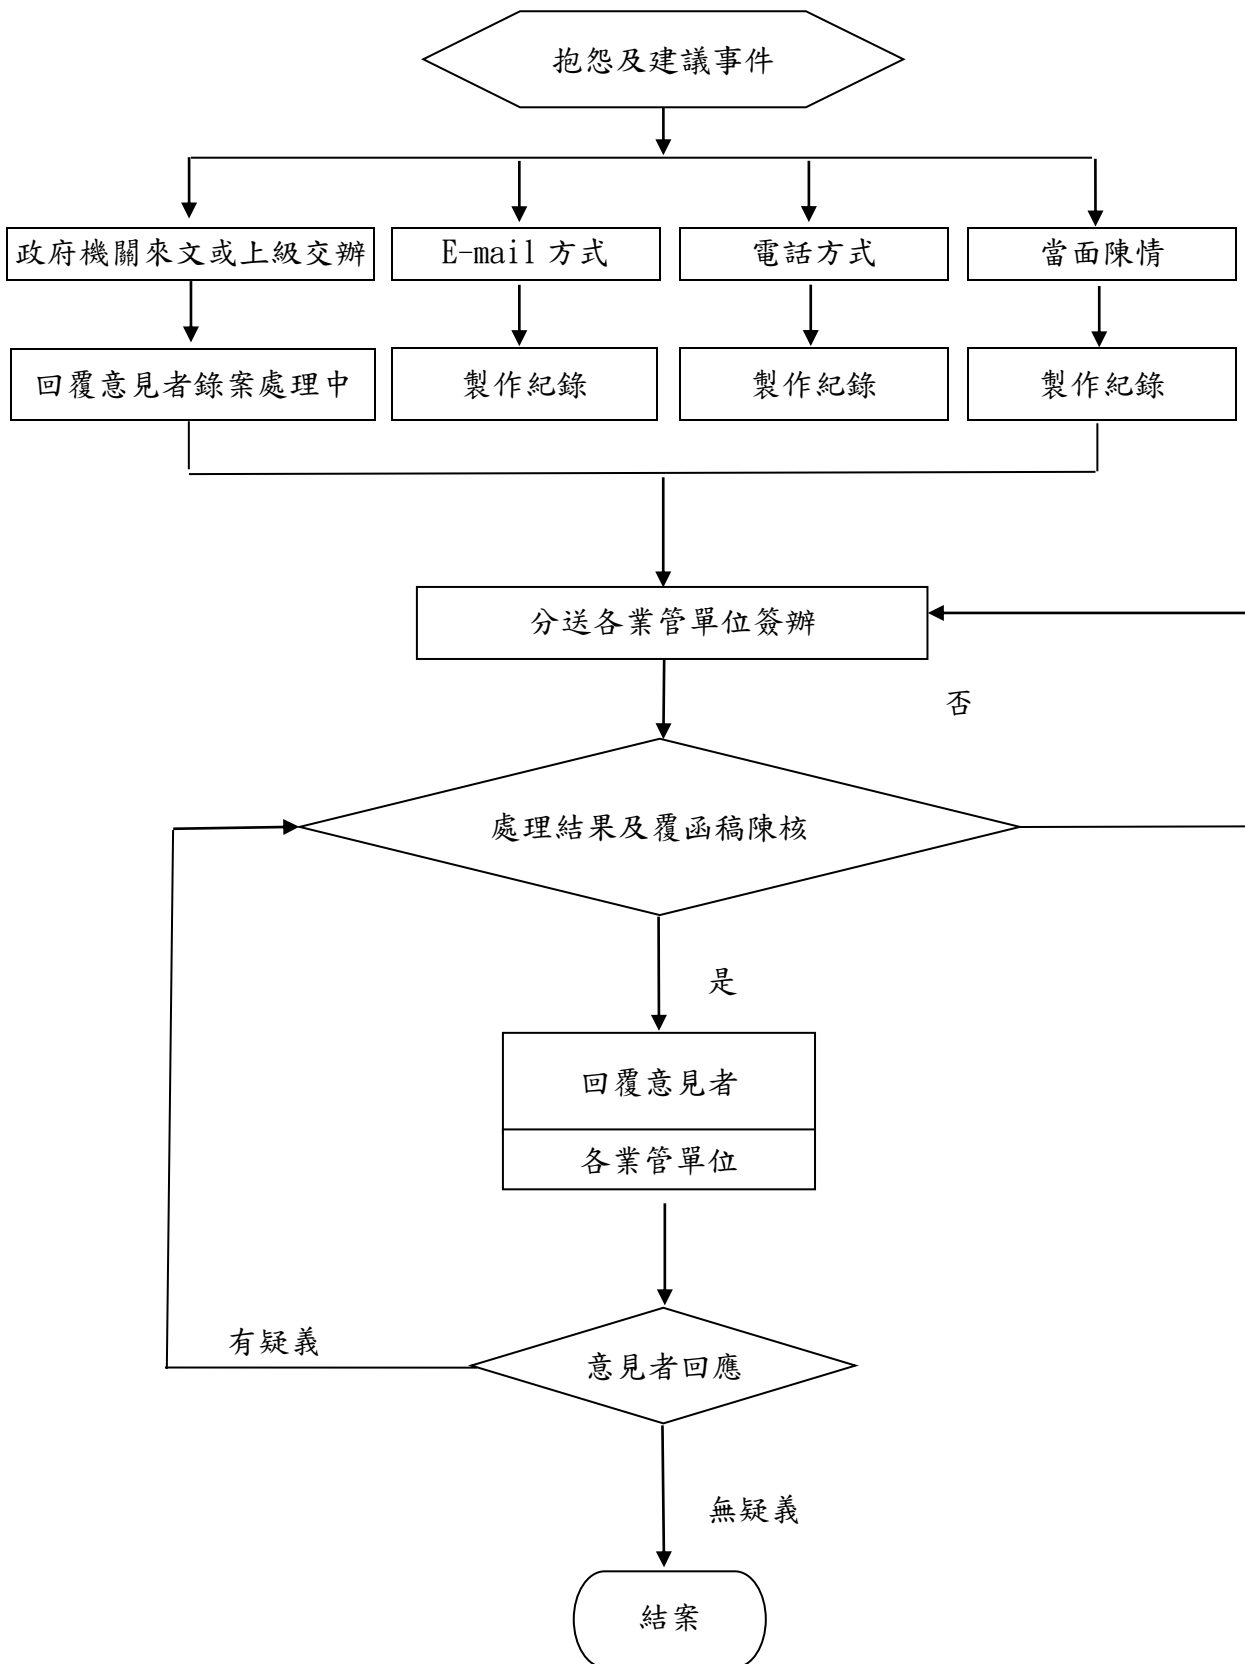 抱怨及建議事件
政府機關來文或上級交辦
E-mail 方式
電話方式
當面陳情
回覆意見者錄案處理中
製作紀錄
製作紀錄
製作紀錄
分送各業管單位簽辦
否
處理結果及覆函稿陳核
是
回覆意見者
各業管單位
有疑義
意見者回應
無疑義
結案